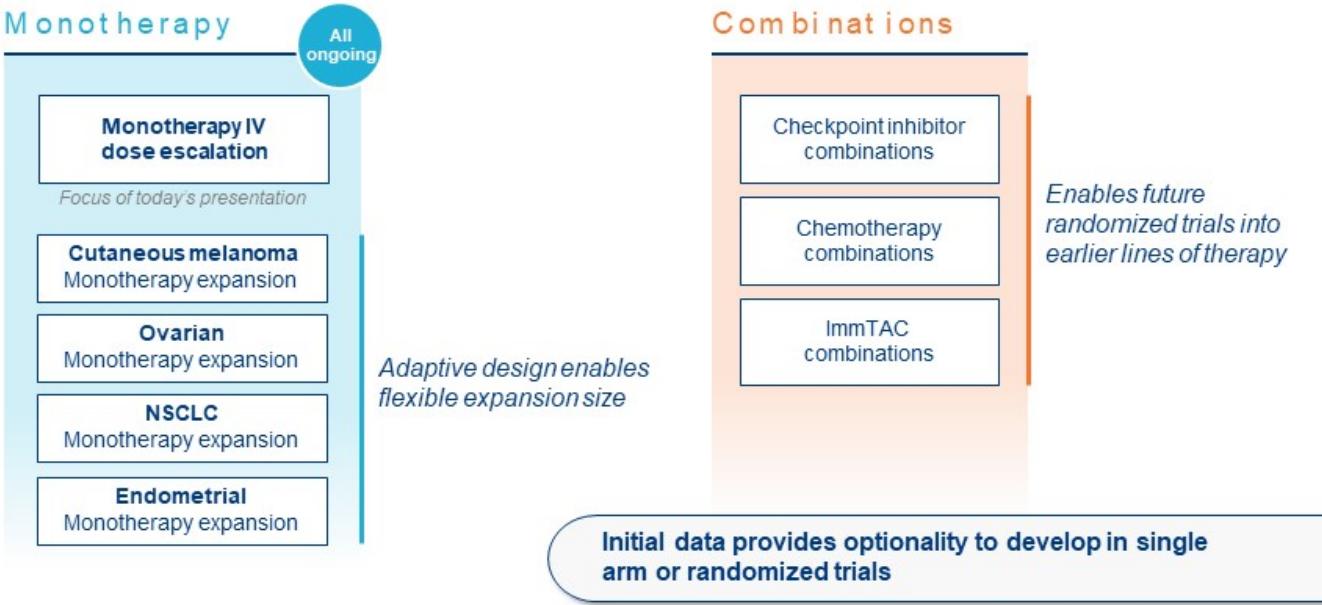 Monotherapy
All
ongoing
Monotherapy IV
dose escalation
Focus of today's presentation
Cutaneous melanoma
Monotherapy expansion
Ovarian
Monotherapy expansion
NSCLC
Monotherapy expansion
Endometrial
Monotherapy expansion
Adaptive design enables
flexible expansion size
Combinations
Checkpoint inhibitor
combinations
Chemotherapy
combinations
ImmTAC
combinations
Enables future
randomized trials into
earlier lines of therapy
Initial data provides optionality to develop in single
arm or randomized trials